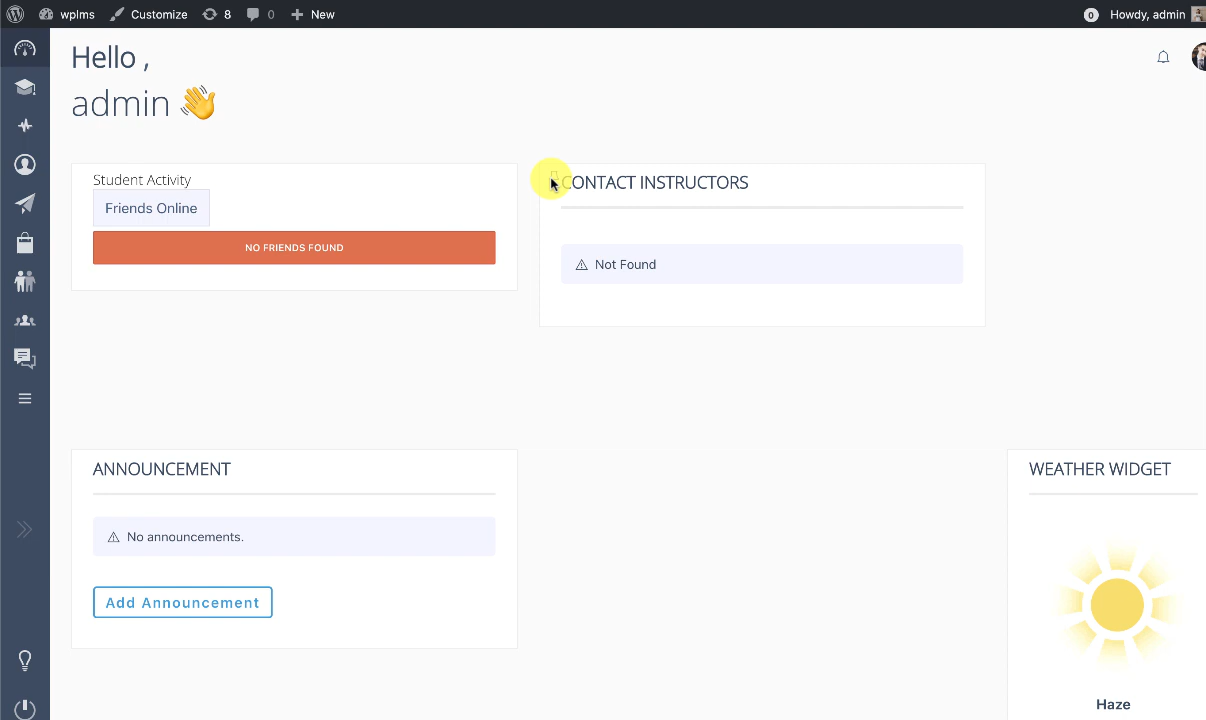 wplms Customize 8 0 New
0 Howdy, admin
Hello ,
admin
Student Activity
Friends Online
NO FRIENDS FOUND
CONTACT INSTRUCTORS
Not Found
ANNOUNCEMENT
No announcements.
Add Announcement
WEATHER WIDGET
Haze